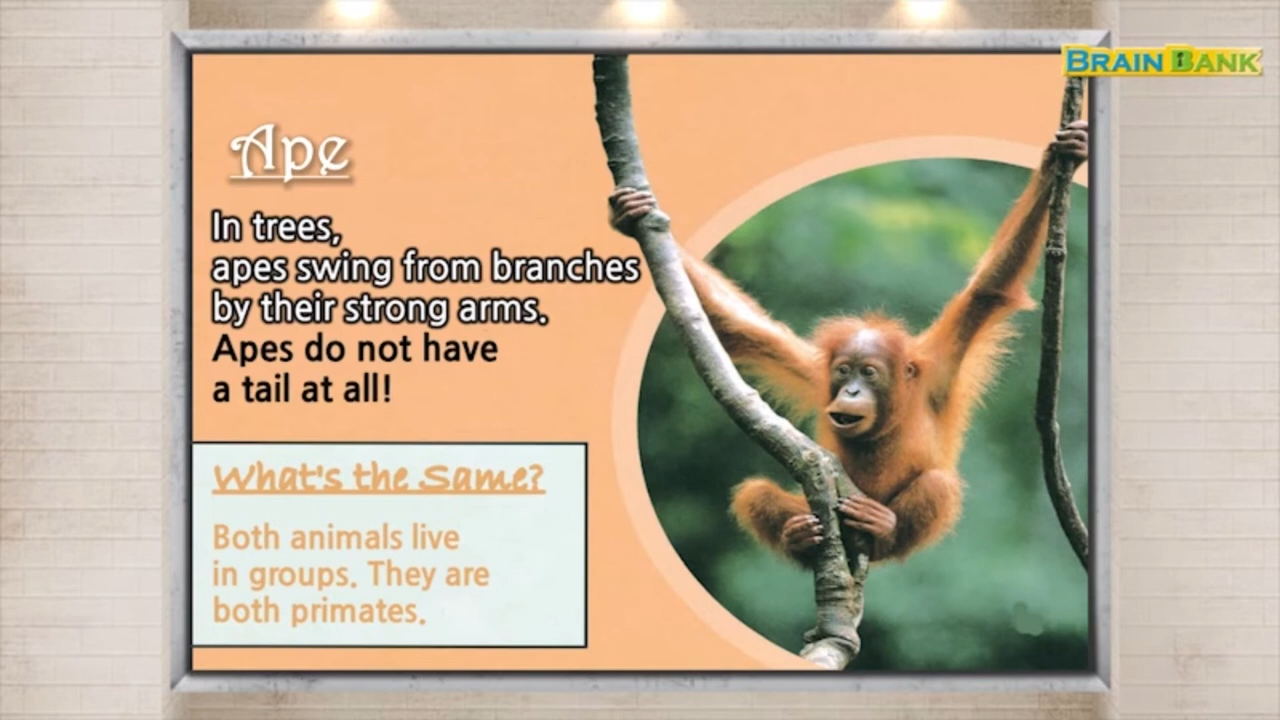 BRAIN BANK
Ape
In trees,
apes swing from branches
by their strong arms.
Apes do not have
a tail at all!
What's the Same?
Both animals live
in groups. They are
both primates.